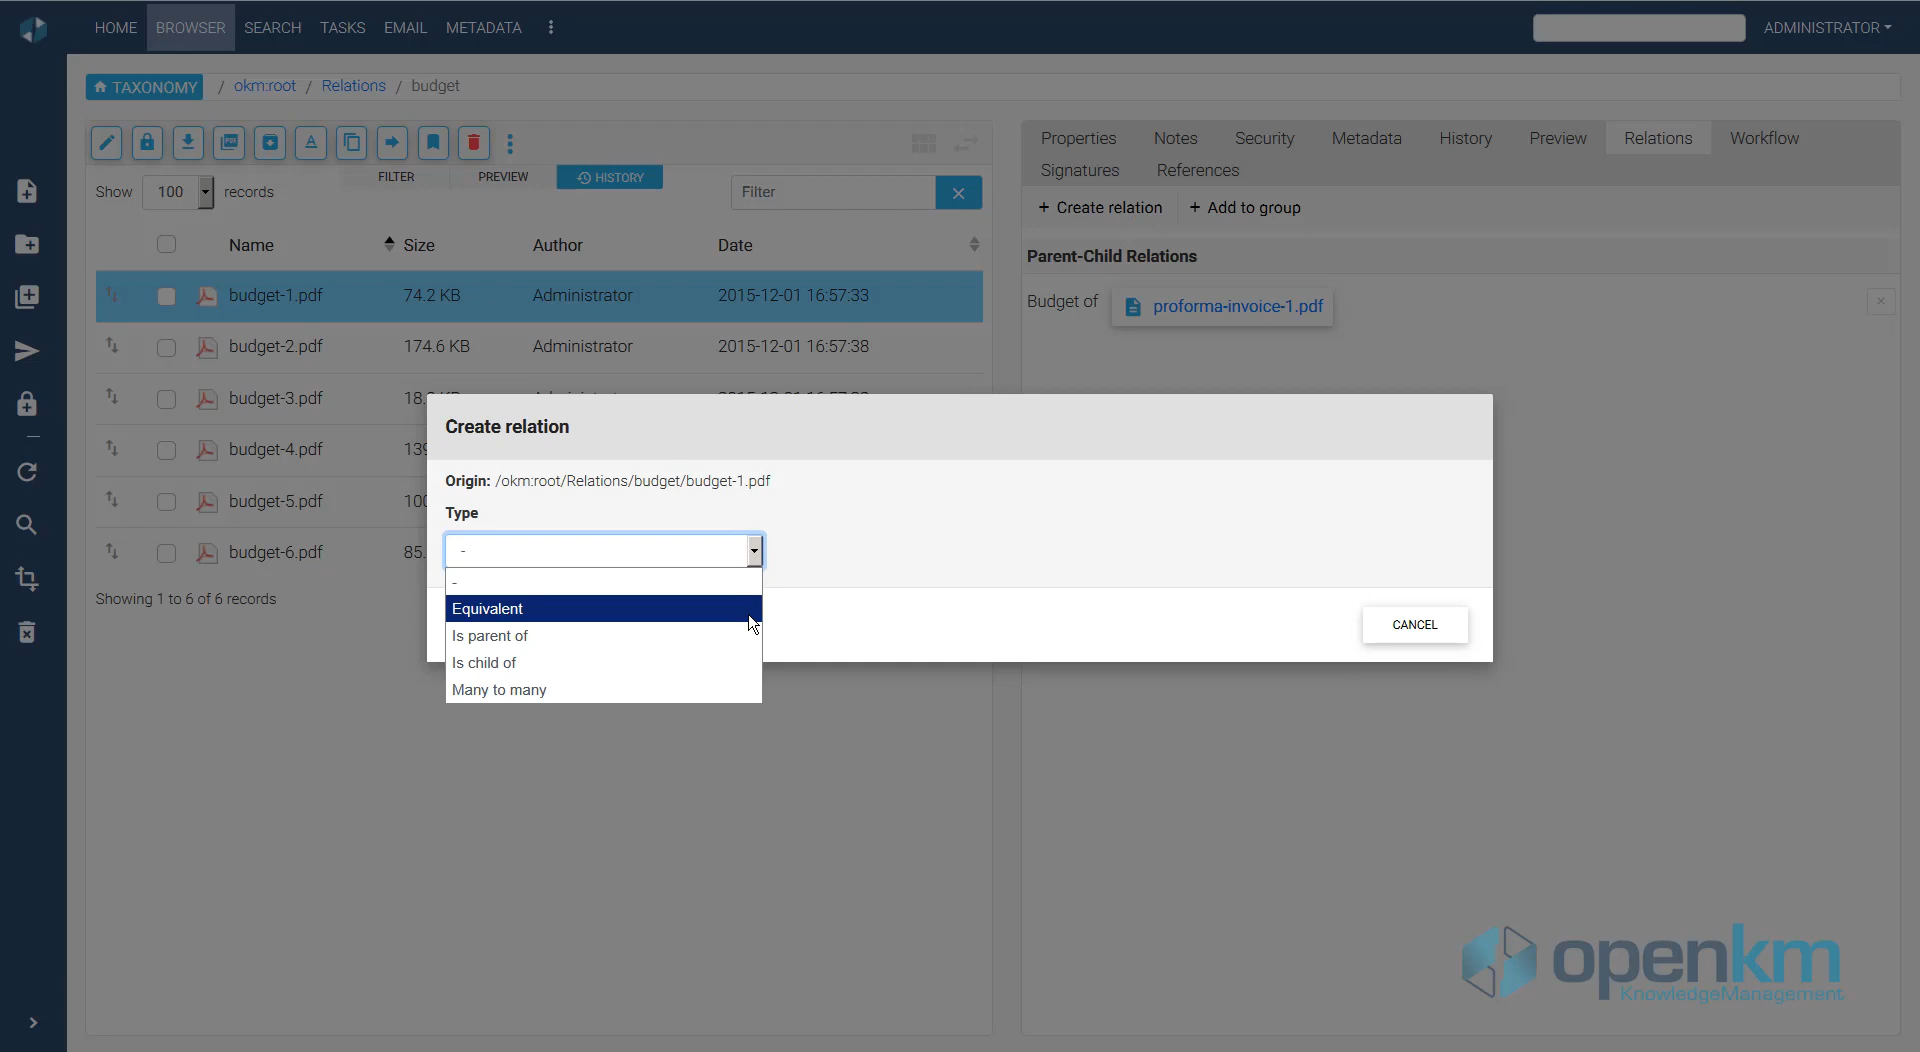 HOME BROWSER SEARCH TASKS EMAIL METADATA ADMINISTRATOR
TAXONOMY / okm:root / Relations / budget
FILTER PREVIEW HISTORY
Show 100 records Filter
Name Size Author Date
budget-1.pdf 74.2 KB Administrator 2015-12-01 16:57:33
budget-2.pdf 174.6 KB Administrator 2015-12-01 16:57:38
budget-3.pdf
budget-4.pdf
budget-5.pdf
budget-6.pdf 85.
Showing 1 to 6 of 6 records
Properties Notes Security Metadata History Preview Relations Workflow
Signatures References
+ Create relation + Add to group
Parent-Child Relations
Budget of proforma-invoice-1.pdf ×
Create relation
Origin: /okm:root/Relations/budget/budget-1.pdf
Type
-
-
Equivalent
Is parent of
Is child of
Many to many
CANCEL
openkm
KnowledgeManagement